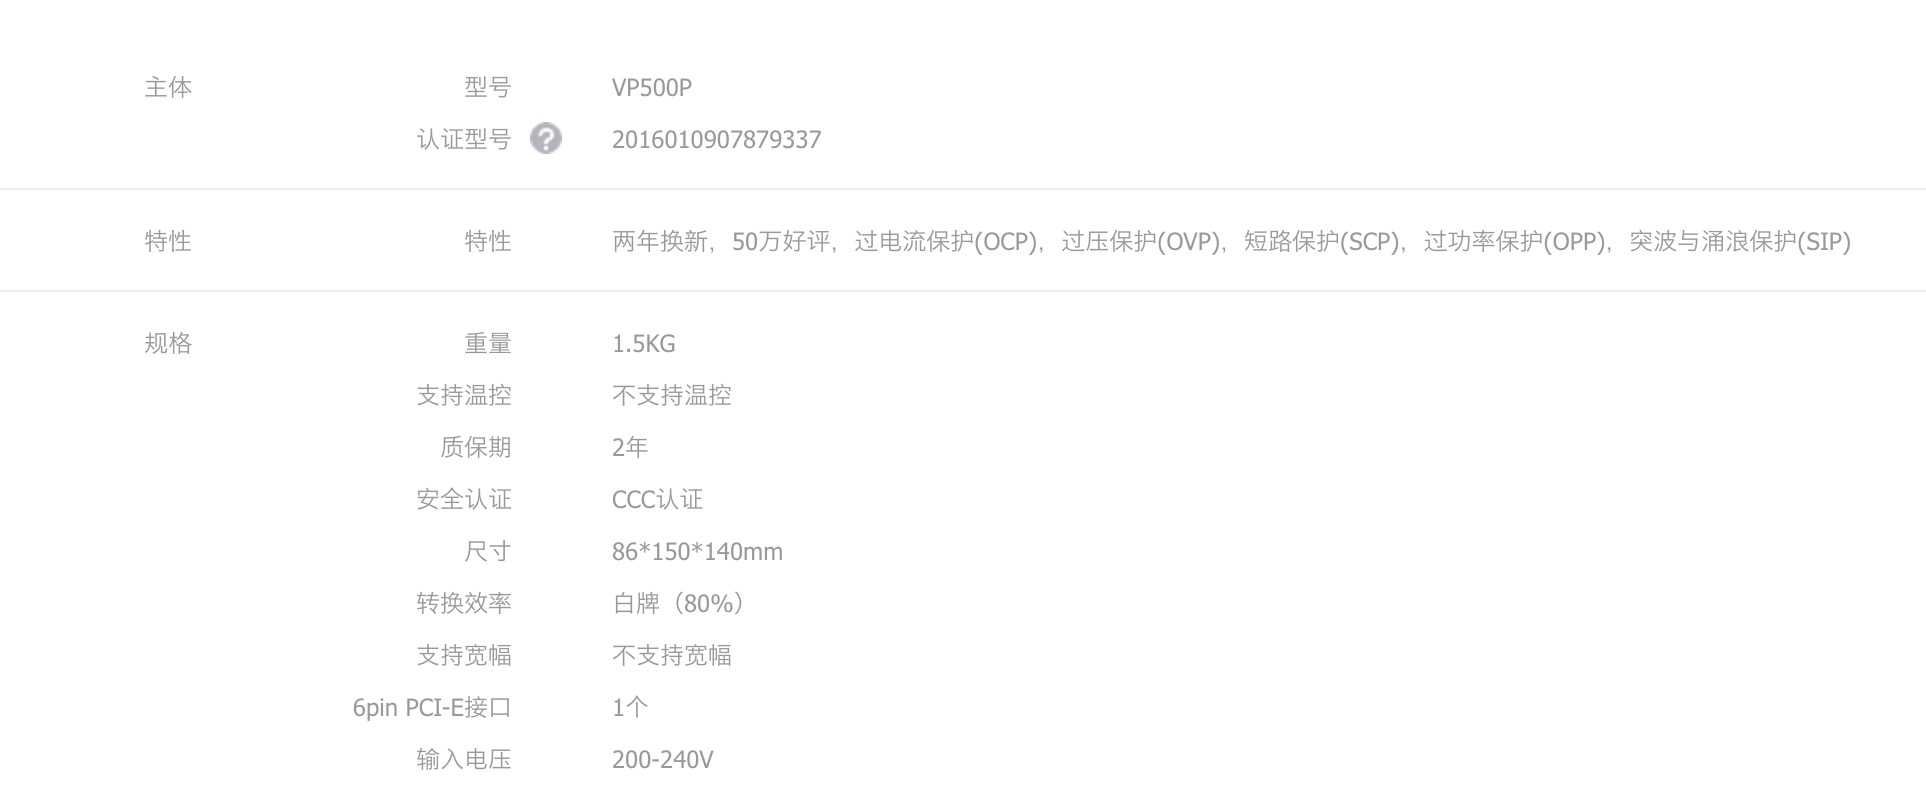 主体 型号 VP500P
认证型号 ? 2016010907879337
特性 特性 两年换新，50万好评，过电流保护(OCP)，过压保护(OVP)，短路保护(SCP)，过功率保护(OPP)，突波与涌浪保护(SIP)
规格 重量 1.5KG
支持温控 不支持温控
质保期 2年
安全认证 CCC认证
尺寸 86*150*140mm
转换效率 白牌（80%）
支持宽幅 不支持宽幅
6pin PCI-E接口 1个
输入电压 200-240V